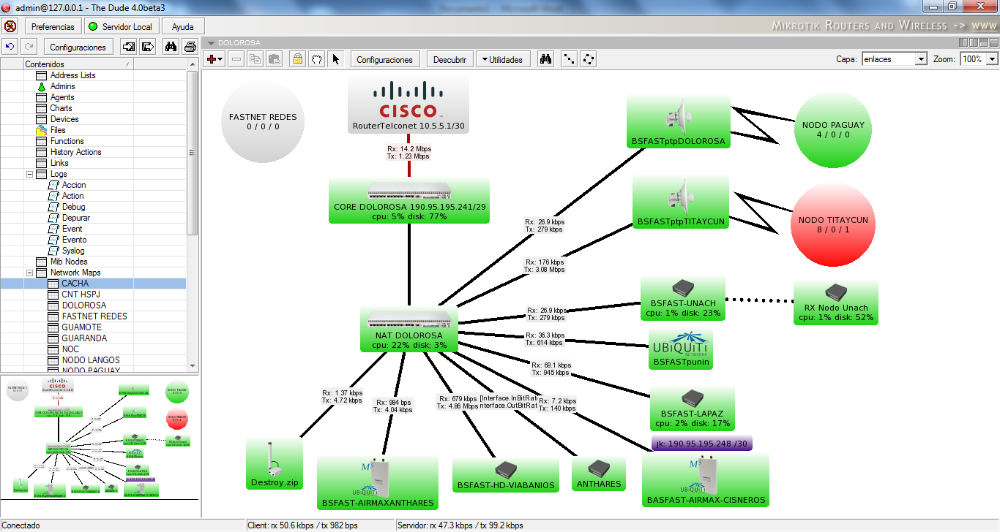 admin@127.0.0.1 - The Dude 4.0beta3
Preferencias
Servidor Local
Ayuda
MIKROTIK ROUTERS AND WIRELESS -> WWW
Configuraciones
DOLOROSA
Configuraciones
Descubrir
Utilidades
Capa:
enlaces
Zoom:
100%
Contenidos
Address Lists
Admins
Agents
Charts
Devices
Files
Functions
History Actions
Links
Logs
Accion
Action
Debug
Depurar
Event
Evento
Syslog
Mib Nodes
Network Maps
CACHA
CNT HSPJ
DOLOROSA
FASTNET REDES
GUAMOTE
GUARANDA
NOC
NODO LANGOS
NODO PAGUAY
FASTNET REDES
0 / 0 / 0
CISCO
RouterTelconet 10.5.5.1/30
Rx: 14.2 Mbps
Tx: 1.23 Mbps
CORE DOLOROSA 190.95.195.241/29
cpu: 5% disk: 77%
BSFASTptpDOLOROSA
NODO PAGUAY
4 / 0 / 0
BSFASTptpTITAYCUN
NODO TITAYCUN
8 / 0 / 1
Rx: 26.9 kbps
Tx: 279 kbps
Rx: 176 kbps
Tx: 3.08 Mbps
NAT DOLOROSA
cpu: 22% disk: 3%
Rx: 26.9 kbps
Tx: 279 kbps
BSFAST-UNACH
cpu: 1% disk: 23%
RX Nodo Unach
cpu: 1% disk: 52%
Rx: 36.3 kbps
Tx: 614 kbps
UBiQUiTi
NETWORKS
BSFASTpunin
Rx: 69.1 kbps
Tx: 945 kbps
BSFAST-LAPAZ
cpu: 2% disk: 17%
jk: 190.95.195.248 /30
Rx: 1.37 kbps
Tx: 4.72 kbps
Rx: 984 bps
Tx: 4.04 kbps
Rx: 679 kbps
Tx: 4.86 Mbps
[Interface.InBitRat
nterface.OutBitRat
Rx: 7.2 kbps
Tx: 140 kbps
Destroy.zip
M5
UBiQUiTi
BSFAST-AIRMAXANTHARES
BSFAST-HD-VIABANIOS
ANTHARES
M5
UBiQUiTi
BASFAST-AIRMAX-CISNEROS
Conectado
Client: rx 50.6 kbps / tx 982 bps
Servidor: rx 47.3 kbps / tx 99.2 kbps